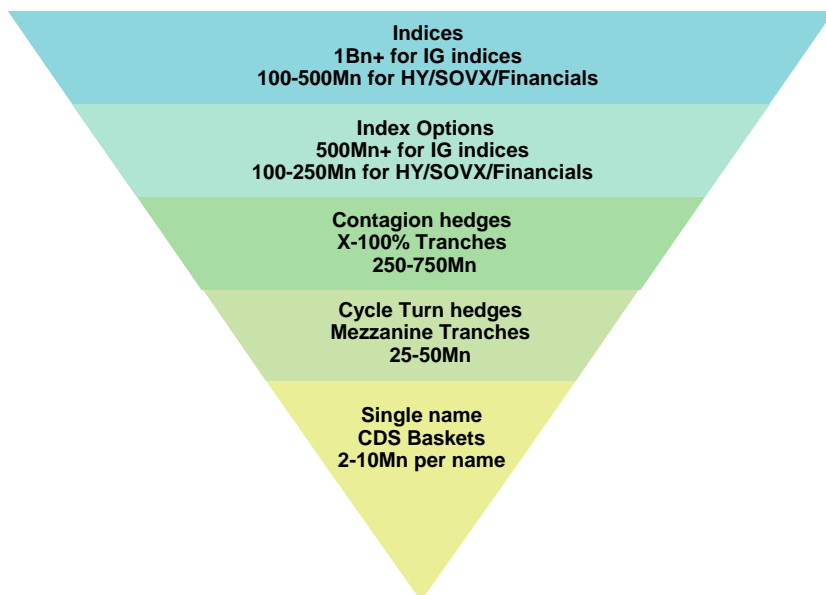 Indices
1Bn+ for IG indices
100-500Mn for HY/SOVX/Financials
Index Options
500Mn+ for IG indices
100-250Mn for HY/SOVX/Financials
Contagion hedges
X-100% Tranches
250-750Mn
Cycle Turn hedges
Mezzanine Tranches
25-50Mn
Single name
CDS Baskets
2-10Mn per name